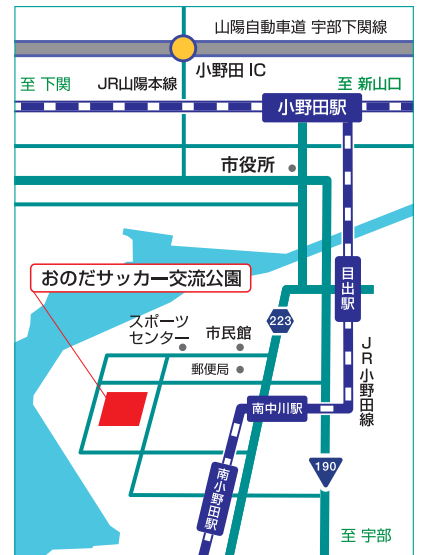 山陽自動車道 宇部下関線
小野田 IC
至 下関
JR山陽本線
至 新山口
小野田駅
市役所
目出駅
おのだサッカー交流公園
223
スポーツ
センター
市民館
JR小野田線
郵便局
南中川駅
190
南小野田駅
至 宇部